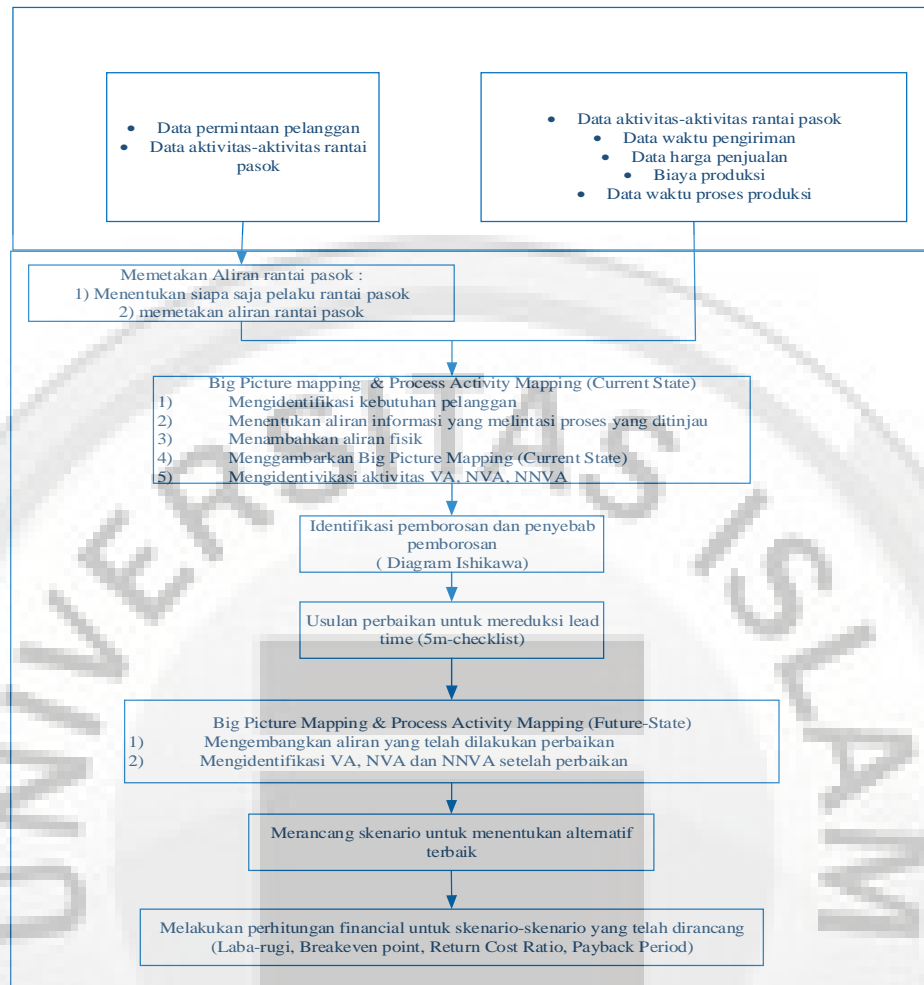 • Data permintaan pelanggan
• Data aktivitas-aktivitas rantai
pasok
• Data aktivitas-aktivitas rantai pasok
• Data waktu pengiriman
• Data harga penjualan
• Biaya produksi
• Data waktu proses produksi
Memetakan Aliran rantai pasok :
1) Menentukan siapa saja pelaku rantai pasok
2) memetakan aliran rantai pasok
Big Picture mapping & Process Activity Mapping (Current State)
1) Mengidentifikasi kebutuhan pelanggan
2) Menentukan aliran informasi yang melintasi proses yang ditinjau
3) Menambahkan aliran fisik
4) Menggambarkan Big Picture Mapping (Current State)
5) Mengidentivikasi aktivitas VA, NVA, NNVA
Identifikasi pemborosan dan penyebab
pemborosan
( Diagram Ishikawa)
Usulan perbaikan untuk mereduksi lead
time (5m-checklist)
Big Picture Mapping & Process Activity Mapping (Future-State)
1) Mengembangkan aliran yang telah dilakukan perbaikan
2) Mengidentifikasi VA, NVA dan NNVA setelah perbaikan
Merancang skenario untuk menentukan alternatif
terbaik
Melakukan perhitungan financial untuk skenario-skenario yang telah dirancang
(Laba-rugi, Breakeven point, Return Cost Ratio, Payback Period)
UNIVERSITAS ISLAM